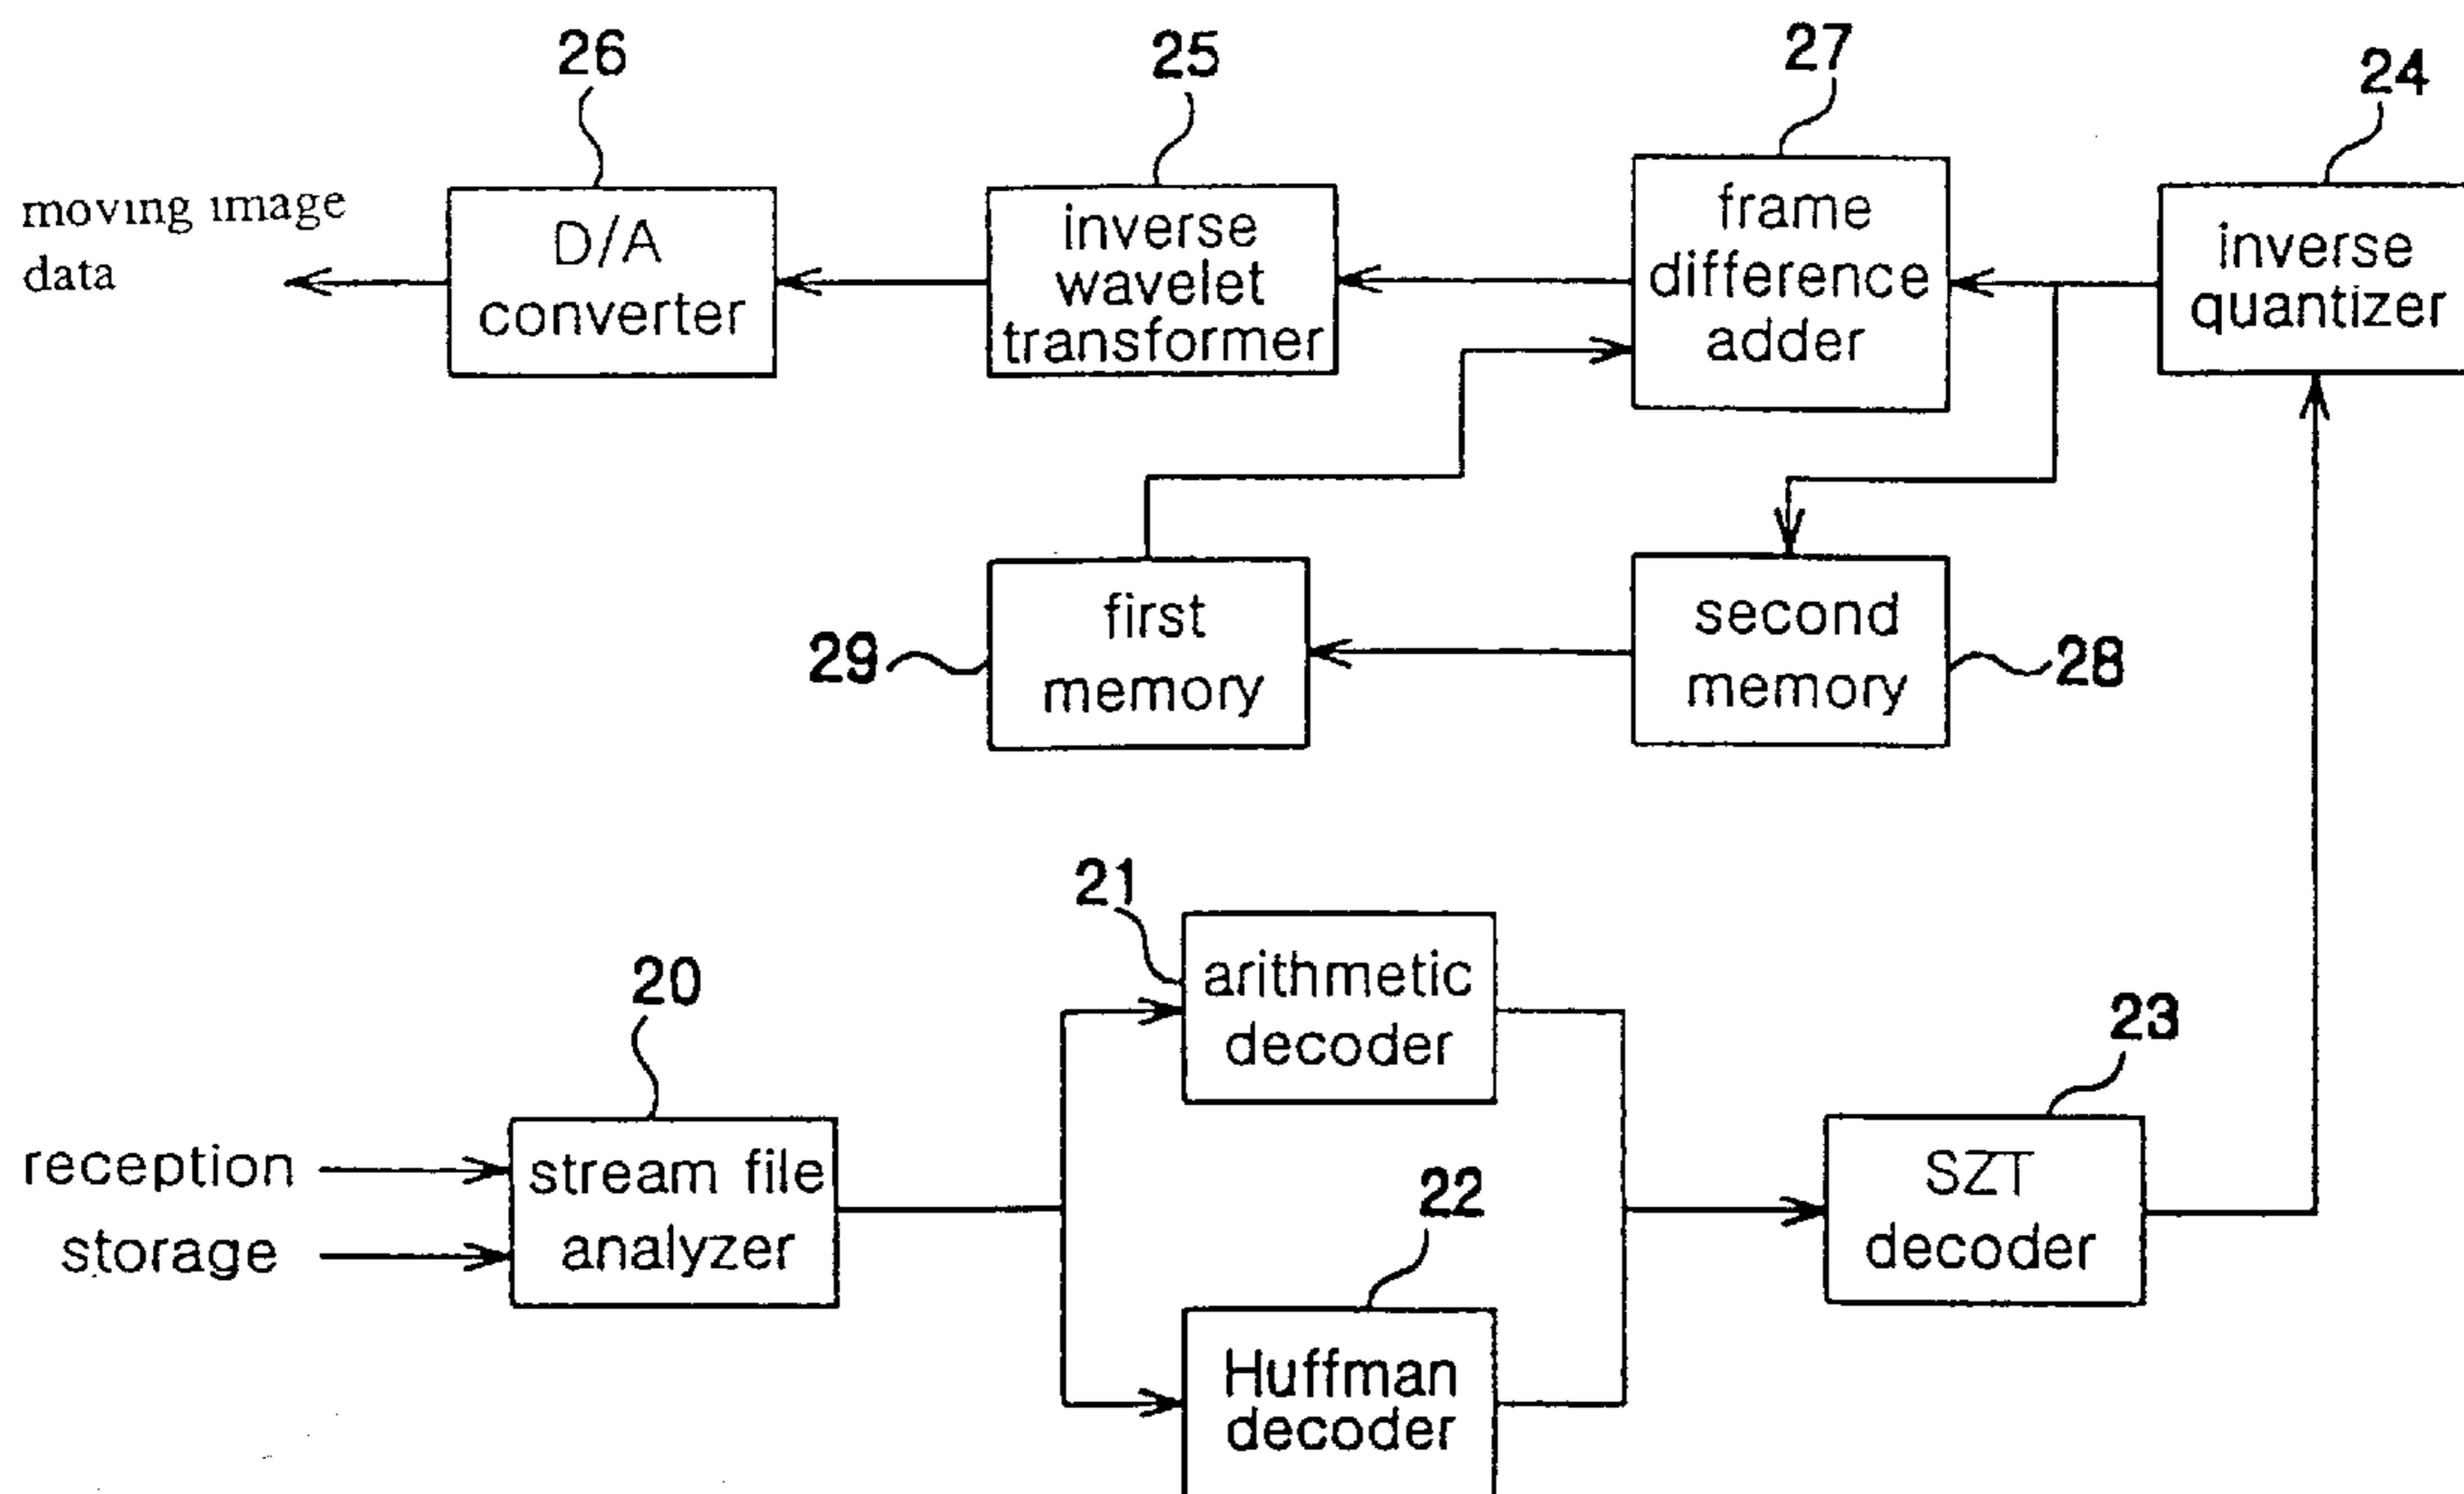 26
25
27
24
moving image
data
D/A
converter
inverse
wavelet
transformer
frame
difference
adder
inverse
quantizer
29
first
memory
second
memory
28
21
arithmetic
decoder
20
23
reception
storage
stream file
analyzer
22
SZT
decoder
Huffman
decoder